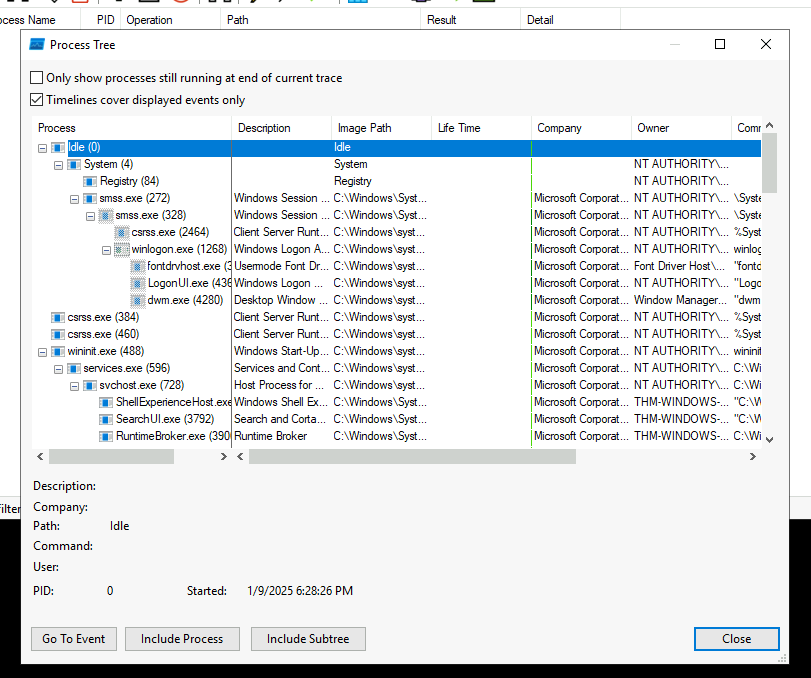 ocess Name PID Operation Path Result Detail
Process Tree
Only show processes still running at end of current trace
Timelines cover displayed events only
Process Description Image Path Life Time Company Owner Comr
Idle (0) Idle
System (4) System NT AUTHORITY\...
Registry (84) Registry NT AUTHORITY\...
smss.exe (272) Windows Session ... C:\Windows\Syst... Microsoft Corporat... NT AUTHORITY\... \Syste
smss.exe (328) Windows Session ... C:\Windows\Syst... Microsoft Corporat... NT AUTHORITY\... \Syste
csrss.exe (2464) Client Server Runt... C:\Windows\syst... Microsoft Corporat... NT AUTHORITY\... %Syst
winlogon.exe (1268) Windows Logon A... C:\Windows\syst... Microsoft Corporat... NT AUTHORITY\... winlog
fontdrvhost.exe (3 Usermode Font Dr... C:\Windows\syst... Microsoft Corporat... Font Driver Host\... "fontd
LogonUI.exe (436 Windows Logon ... C:\Windows\syst... Microsoft Corporat... NT AUTHORITY\... "Logo
dwm.exe (4280) Desktop Window ... C:\Windows\syst... Microsoft Corporat... Window Manager... "dwm
csrss.exe (384) Client Server Runt... C:\Windows\syst... Microsoft Corporat... NT AUTHORITY\... %Syst
csrss.exe (460) Client Server Runt... C:\Windows\syst... Microsoft Corporat... NT AUTHORITY\... %Syst
wininit.exe (488) Windows Start-Up... C:\Windows\syst... Microsoft Corporat... NT AUTHORITY\... wininit
services.exe (596) Services and Cont... C:\Windows\syst... Microsoft Corporat... NT AUTHORITY\... C:\Wi
svchost.exe (728) Host Process for ... C:\Windows\syst... Microsoft Corporat... NT AUTHORITY\... C:\Wi
ShellExperienceHost.exe Windows Shell Ex... C:\Windows\Syst... Microsoft Corporat... THM-WINDOWS-... "C:\W
SearchUI.exe (3792) Search and Corta... C:\Windows\Syst... Microsoft Corporat... THM-WINDOWS-... "C:\W
RuntimeBroker.exe (390 Runtime Broker C:\Windows\Syst... Microsoft Corporat... THM-WINDOWS-... C:\Wi
Description:
Company:
Path: Idle
Command:
User:
PID: 0 Started: 1/9/2025 6:28:26 PM
Go To Event Include Process Include Subtree Close